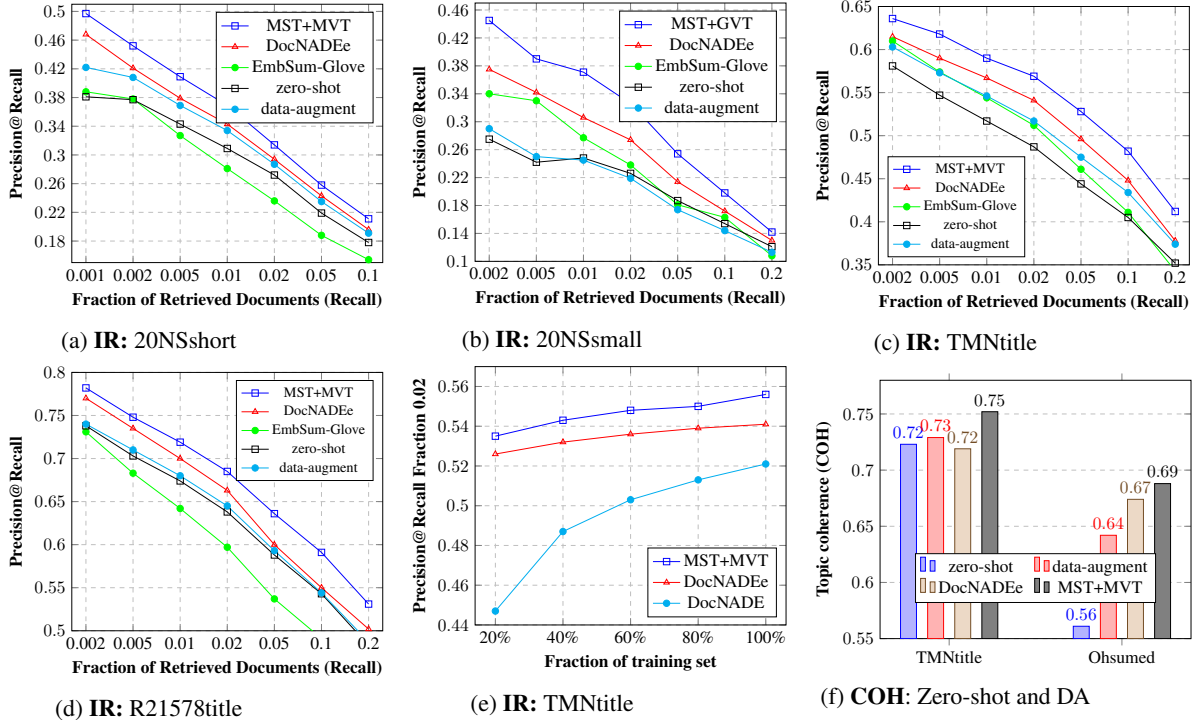 0.5
0.46
0.42
0.38
0.34
0.3
0.26
0.22
0.18
Precision@Recall
MST+MVT
DocNADEe
EmbSum-Glove
zero-shot
data-augment
0.001 0.002 0.005 0.01 0.02 0.05 0.1
Fraction of Retrieved Documents (Recall)
(a) IR: 20NSshort
0.46
0.42
0.38
0.34
0.3
0.26
0.22
0.18
0.14
0.1
Precision@Recall
MST+GVT
DocNADEe
EmbSum-Glove
zero-shot
data-augment
0.002 0.005 0.01 0.02 0.05 0.1 0.2
Fraction of Retrieved Documents (Recall)
(b) IR: 20NSsmall
0.65
0.6
0.55
0.5
0.45
0.4
0.35
Precision@Recall
MST+MVT
DocNADEe
EmbSum-Glove
zero-shot
data-augment
0.002 0.005 0.01 0.02 0.05 0.1 0.2
Fraction of Retrieved Documents (Recall)
(c) IR: TMNtitle
0.8
0.75
0.7
0.65
0.6
0.55
0.5
Precision@Recall
MST+MVT
DocNADEe
EmbSum-Glove
zero-shot
data-augment
0.002 0.005 0.01 0.02 0.05 0.1 0.2
Fraction of Retrieved Documents (Recall)
(d) IR: R21578title
0.56
0.54
0.52
0.5
0.48
0.46
0.44
Precision@Recall Fraction 0.02
MST+MVT
DocNADEe
DocNADE
20% 40% 60% 80% 100%
Fraction of training set
(e) IR: TMNtitle
0.75
0.7
0.65
0.6
0.55
Topic coherence (COH)
0.72 0.73 0.72 0.75
0.56 0.64 0.67 0.69
zero-shot data-augment
DocNADEe MST+MVT
TMNtitle Ohsumed
(f) COH: Zero-shot and DA